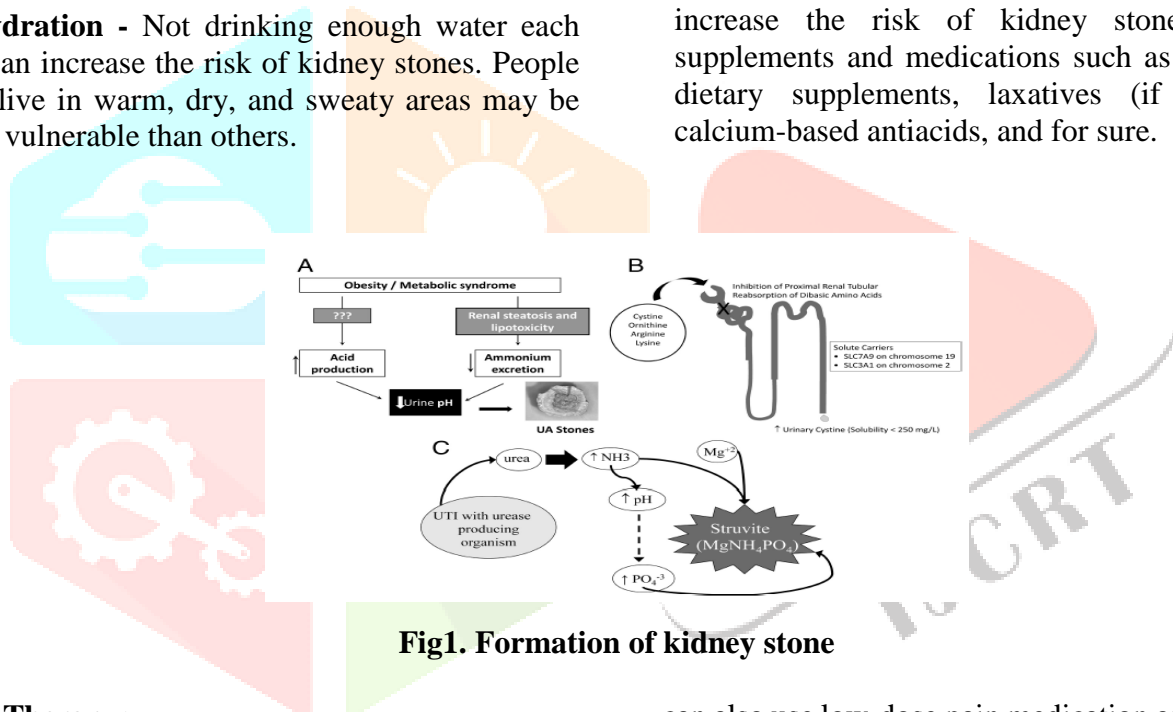 dration - Not drinking enough water each
an increase the risk of kidney stones. People
live in warm, dry, and sweaty areas may be
vulnerable than others.
increase the risk of kidney stone
supplements and medications such as
dietary supplements, laxatives (if
calcium-based antiacids, and for sure.
A
Obesity / Metabolic syndrome
???
Renal steatosis and
lipotoxicity
↑ Acid
production
↓ Ammonium
excretion
↓Urine pH
UA Stones
B
Inhibition of Proximal Renal Tubular
Reabsorption of Dibasic Amino Acids
Cystine
Ornithine
Arginine
Lysine
X
Solute Carriers
• SLC7A9 on chromosome 19
• SLC3A1 on chromosome 2
↑ Urinary Cystine (Solubility < 250 mg/L)
C
urea
↑ NH3
Mg+2
↑ pH
UTI with urease
producing
organism
Struvite
(MgNH4PO4)
↑ PO4-3
IJCRT
Fig1. Formation of kidney stone
can also use low-dose pain medication